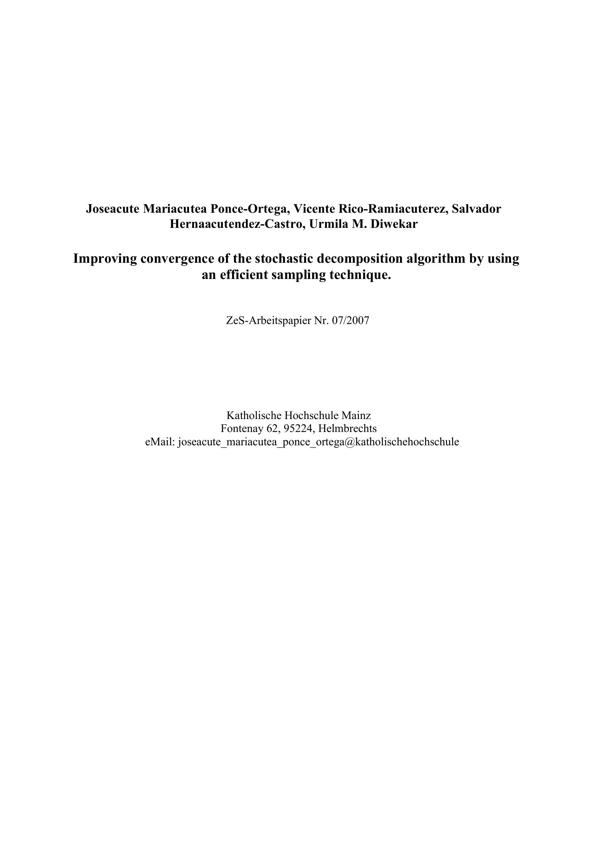 Joseacute Mariacutea Ponce-Ortega, Vicente Rico-Ramiacuterez, Salvador
Hernaacutendez-Castro, Urmila M. Diwekar
Improving convergence of the stochastic decomposition algorithm by using
an efficient sampling technique.
ZeS-Arbeitspapier Nr. 07/2007
Katholische Hochschule Mainz
Fontenay 62, 95224, Helmbrechts
eMail: joseacute_mariacutea_ponce_ortega@katholischehochschule